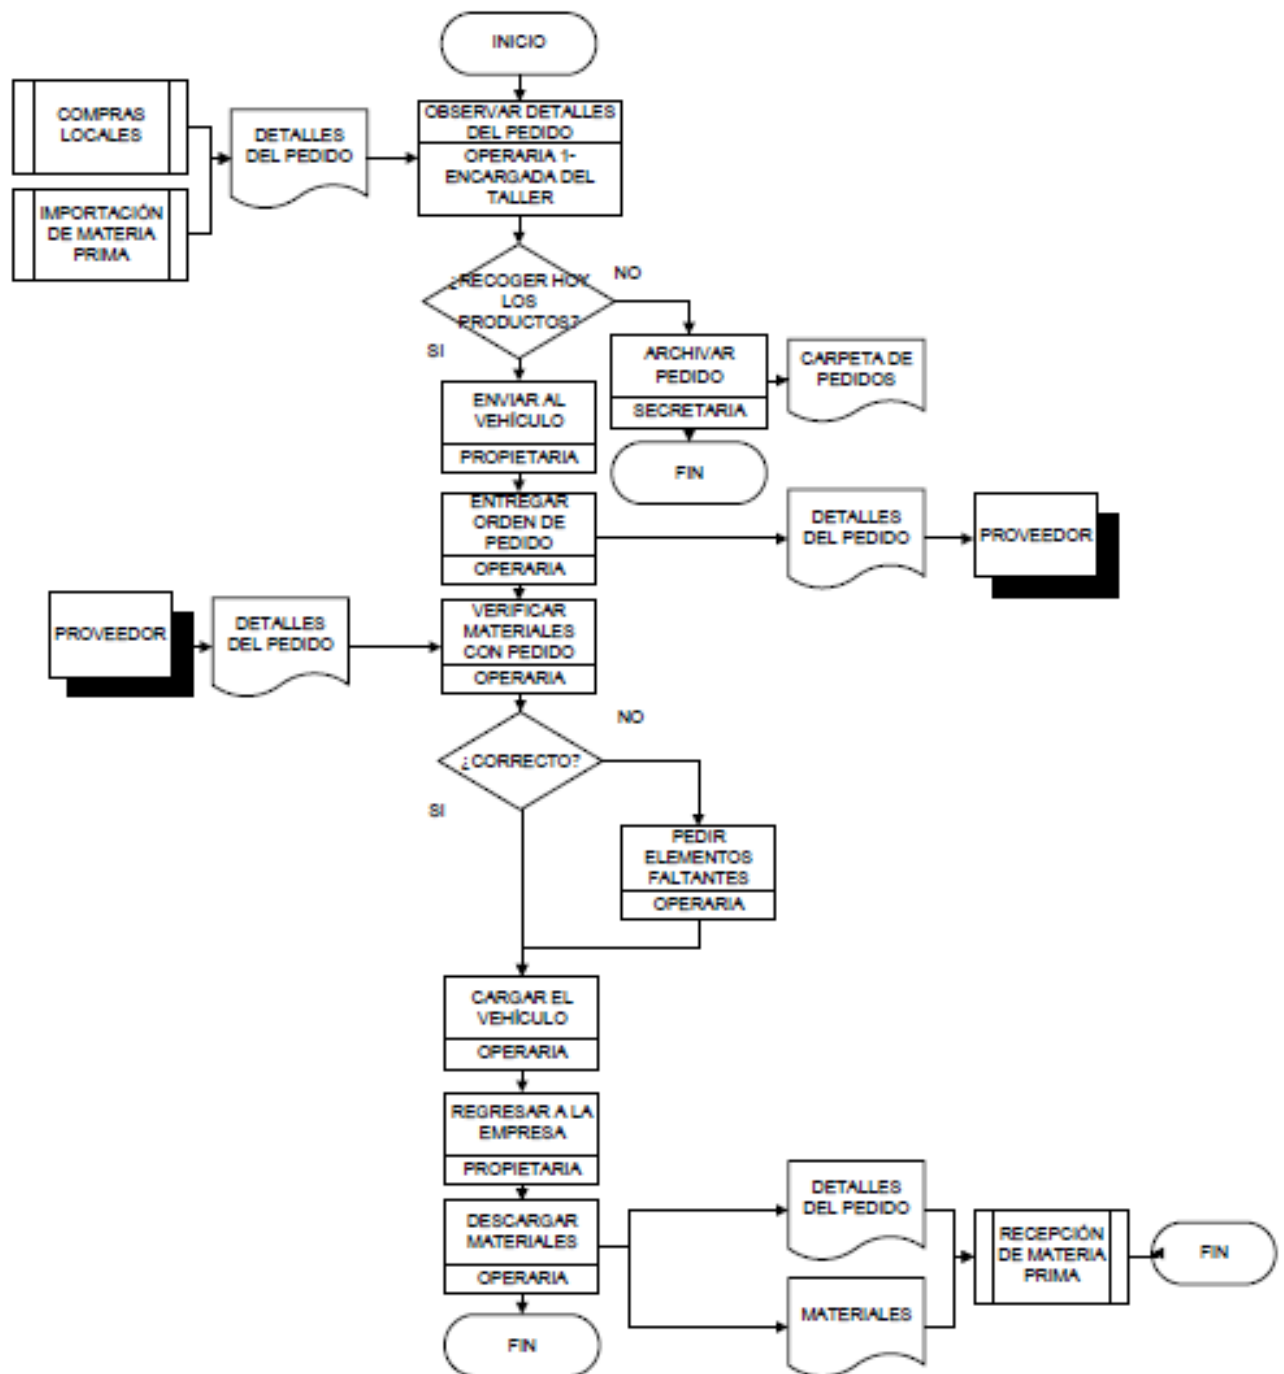 INICIO
COMPRAS
LOCALES
DETALLES
DEL PEDIDO
OBSERVAR DETALLES
DEL PEDIDO
OPERARIA 1-
ENCARGADA DEL
TALLER
IMPORTACIÓN
DE MATERIA
PRIMA
¿RECOGER HOY
LOS
PRODUCTOS?
NO
SI
ARCHIVAR
PEDIDO
SECRETARIA
CARPETA DE
PEDIDOS
FIN
ENVIAR AL
VEHÍCULO
PROPIETARIA
ENTREGAR
ORDEN DE
PEDIDO
OPERARIA
DETALLES
DEL PEDIDO
PROVEEDOR
PROVEEDOR
DETALLES
DEL PEDIDO
VERIFICAR
MATERIALES
CON PEDIDO
OPERARIA
¿CORRECTO?
NO
SI
PEDIR
ELEMENTOS
FALTANTES
OPERARIA
CARGAR EL
VEHÍCULO
OPERARIA
REGRESAR A LA
EMPRESA
PROPIETARIA
DESCARGAR
MATERIALES
OPERARIA
DETALLES
DEL PEDIDO
MATERIALES
RECEPCIÓN
DE MATERIA
PRIMA
FIN
FIN